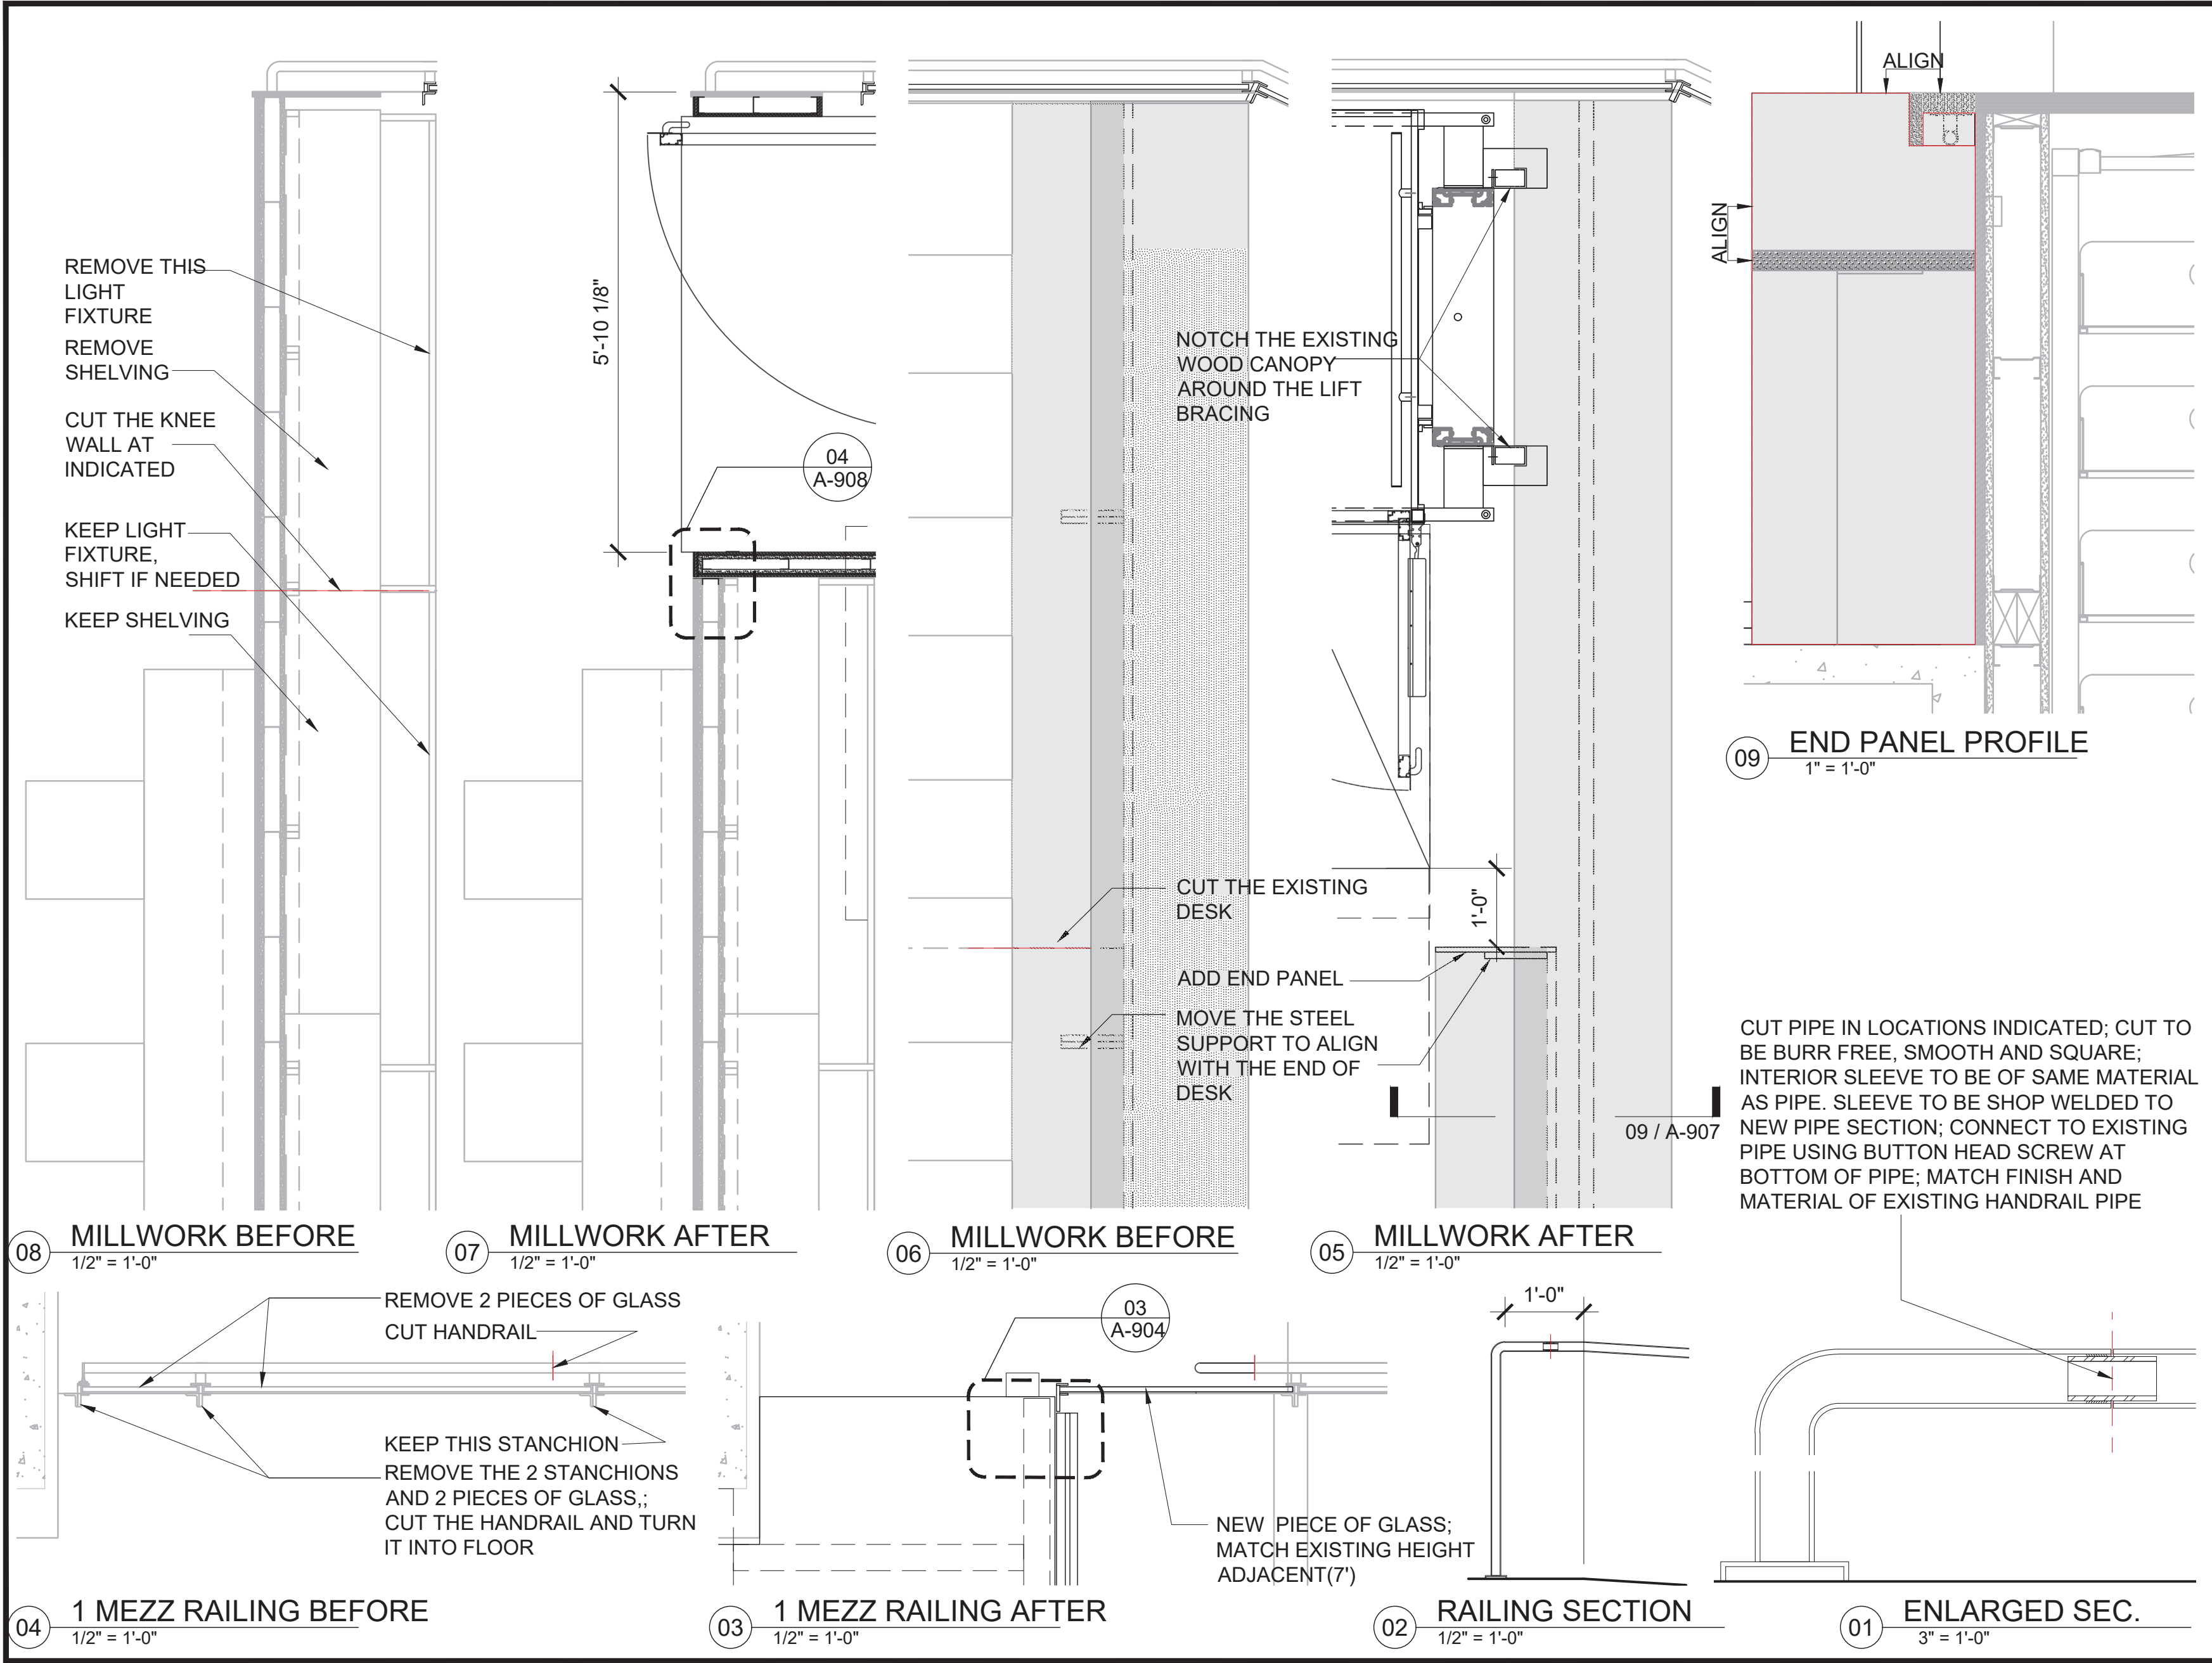 REMOVE THIS
LIGHT
FIXTURE
REMOVE
SHELVING
CUT THE KNEE
WALL AT
INDICATED
KEEP LIGHT
FIXTURE,
SHIFT IF NEEDED
KEEP SHELVING
08
MILLWORK BEFORE
1/2" = 1'-0"
5'-10 1/8"
04
A-908
07
MILLWORK AFTER
1/2" = 1'-0"
CUT THE EXISTING
DESK
MOVE THE STEEL
SUPPORT TO ALIGN
WITH THE END OF
DESK
06
MILLWORK BEFORE
1/2" = 1'-0"
NOTCH THE EXISTING
WOOD CANOPY
AROUND THE LIFT
BRACING
1'-0"
ADD END PANEL
09 / A-907
05
MILLWORK AFTER
1/2" = 1'-0"
ALIGN
ALIGN
09
END PANEL PROFILE
1" = 1'-0"
CUT PIPE IN LOCATIONS INDICATED; CUT TO
BE BURR FREE, SMOOTH AND SQUARE;
INTERIOR SLEEVE TO BE OF SAME MATERIAL
AS PIPE. SLEEVE TO BE SHOP WELDED TO
NEW PIPE SECTION; CONNECT TO EXISTING
PIPE USING BUTTON HEAD SCREW AT
BOTTOM OF PIPE; MATCH FINISH AND
MATERIAL OF EXISTING HANDRAIL PIPE
REMOVE 2 PIECES OF GLASS
CUT HANDRAIL
KEEP THIS STANCHION
REMOVE THE 2 STANCHIONS
AND 2 PIECES OF GLASS,;
CUT THE HANDRAIL AND TURN
IT INTO FLOOR
04
1 MEZZ RAILING BEFORE
1/2" = 1'-0"
03
A-904
NEW PIECE OF GLASS;
MATCH EXISTING HEIGHT
ADJACENT(7')
03
1 MEZZ RAILING AFTER
1/2" = 1'-0"
1'-0"
02
RAILING SECTION
1/2" = 1'-0"
01
ENLARGED SEC.
3" = 1'-0"